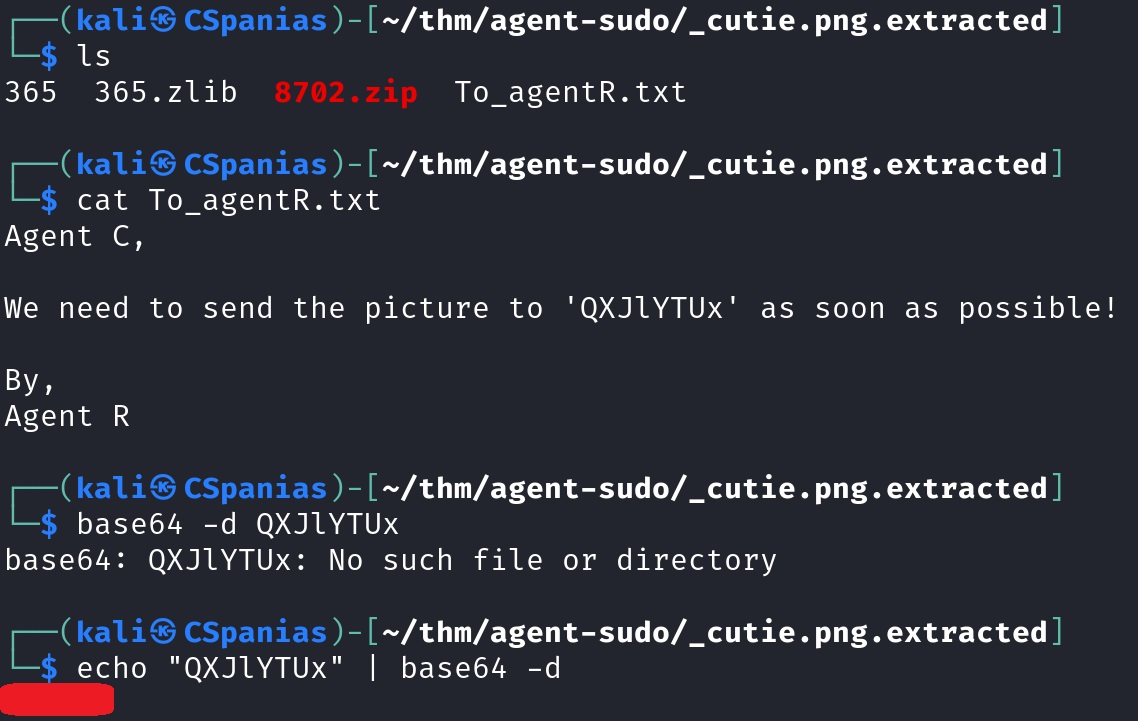 ┌──(kali㉿CSpanias)-[~/thm/agent-sudo/_cutie.png.extracted]
└─$ ls
365  365.zlib  8702.zip  To_agentR.txt
┌──(kali㉿CSpanias)-[~/thm/agent-sudo/_cutie.png.extracted]
└─$ cat To_agentR.txt
Agent C,
We need to send the picture to 'QXJlYTUx' as soon as possible!
By,
Agent R
┌──(kali㉿CSpanias)-[~/thm/agent-sudo/_cutie.png.extracted]
└─$ base64 -d QXJlYTUx
base64: QXJlYTUx: No such file or directory
┌──(kali㉿CSpanias)-[~/thm/agent-sudo/_cutie.png.extracted]
└─$ echo "QXJlYTUx" | base64 -d